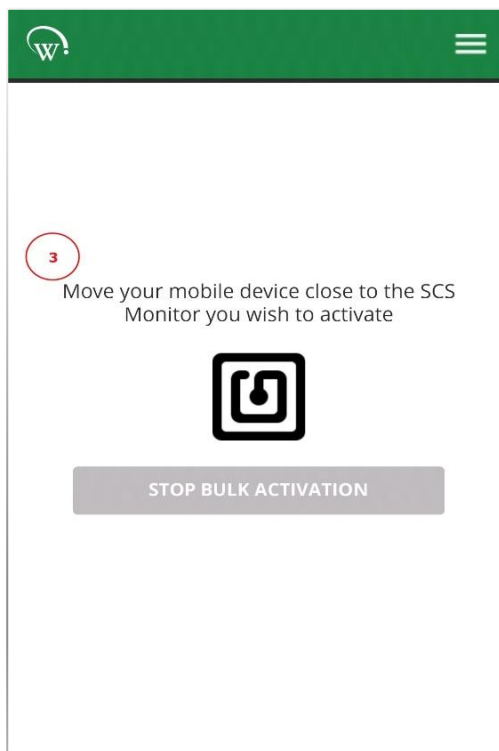 W
3
Move your mobile device close to the SCS
Monitor you wish to activate
STOP BULK ACTIVATION